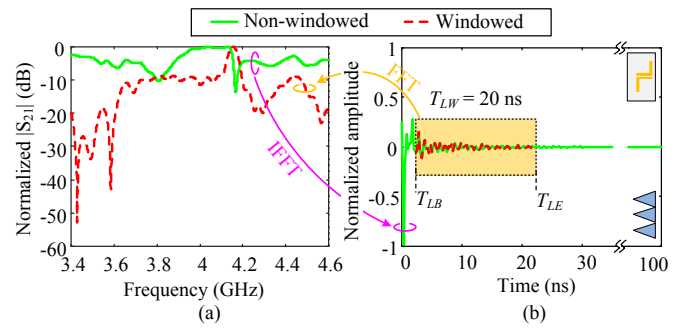 Non-windowed Windowed
Normalized |S21| (dB)
0
-10
-20
-30
-40
-50
-60
3.4 3.6 3.8 4 4.2 4.4 4.6
Frequency (GHz)
(a)
IFFT
FFT
Normalized amplitude
1
0.5
0
-0.5
-1
TLW = 20 ns
TLB
TLE
0 10 20 30 100
Time (ns)
(b)